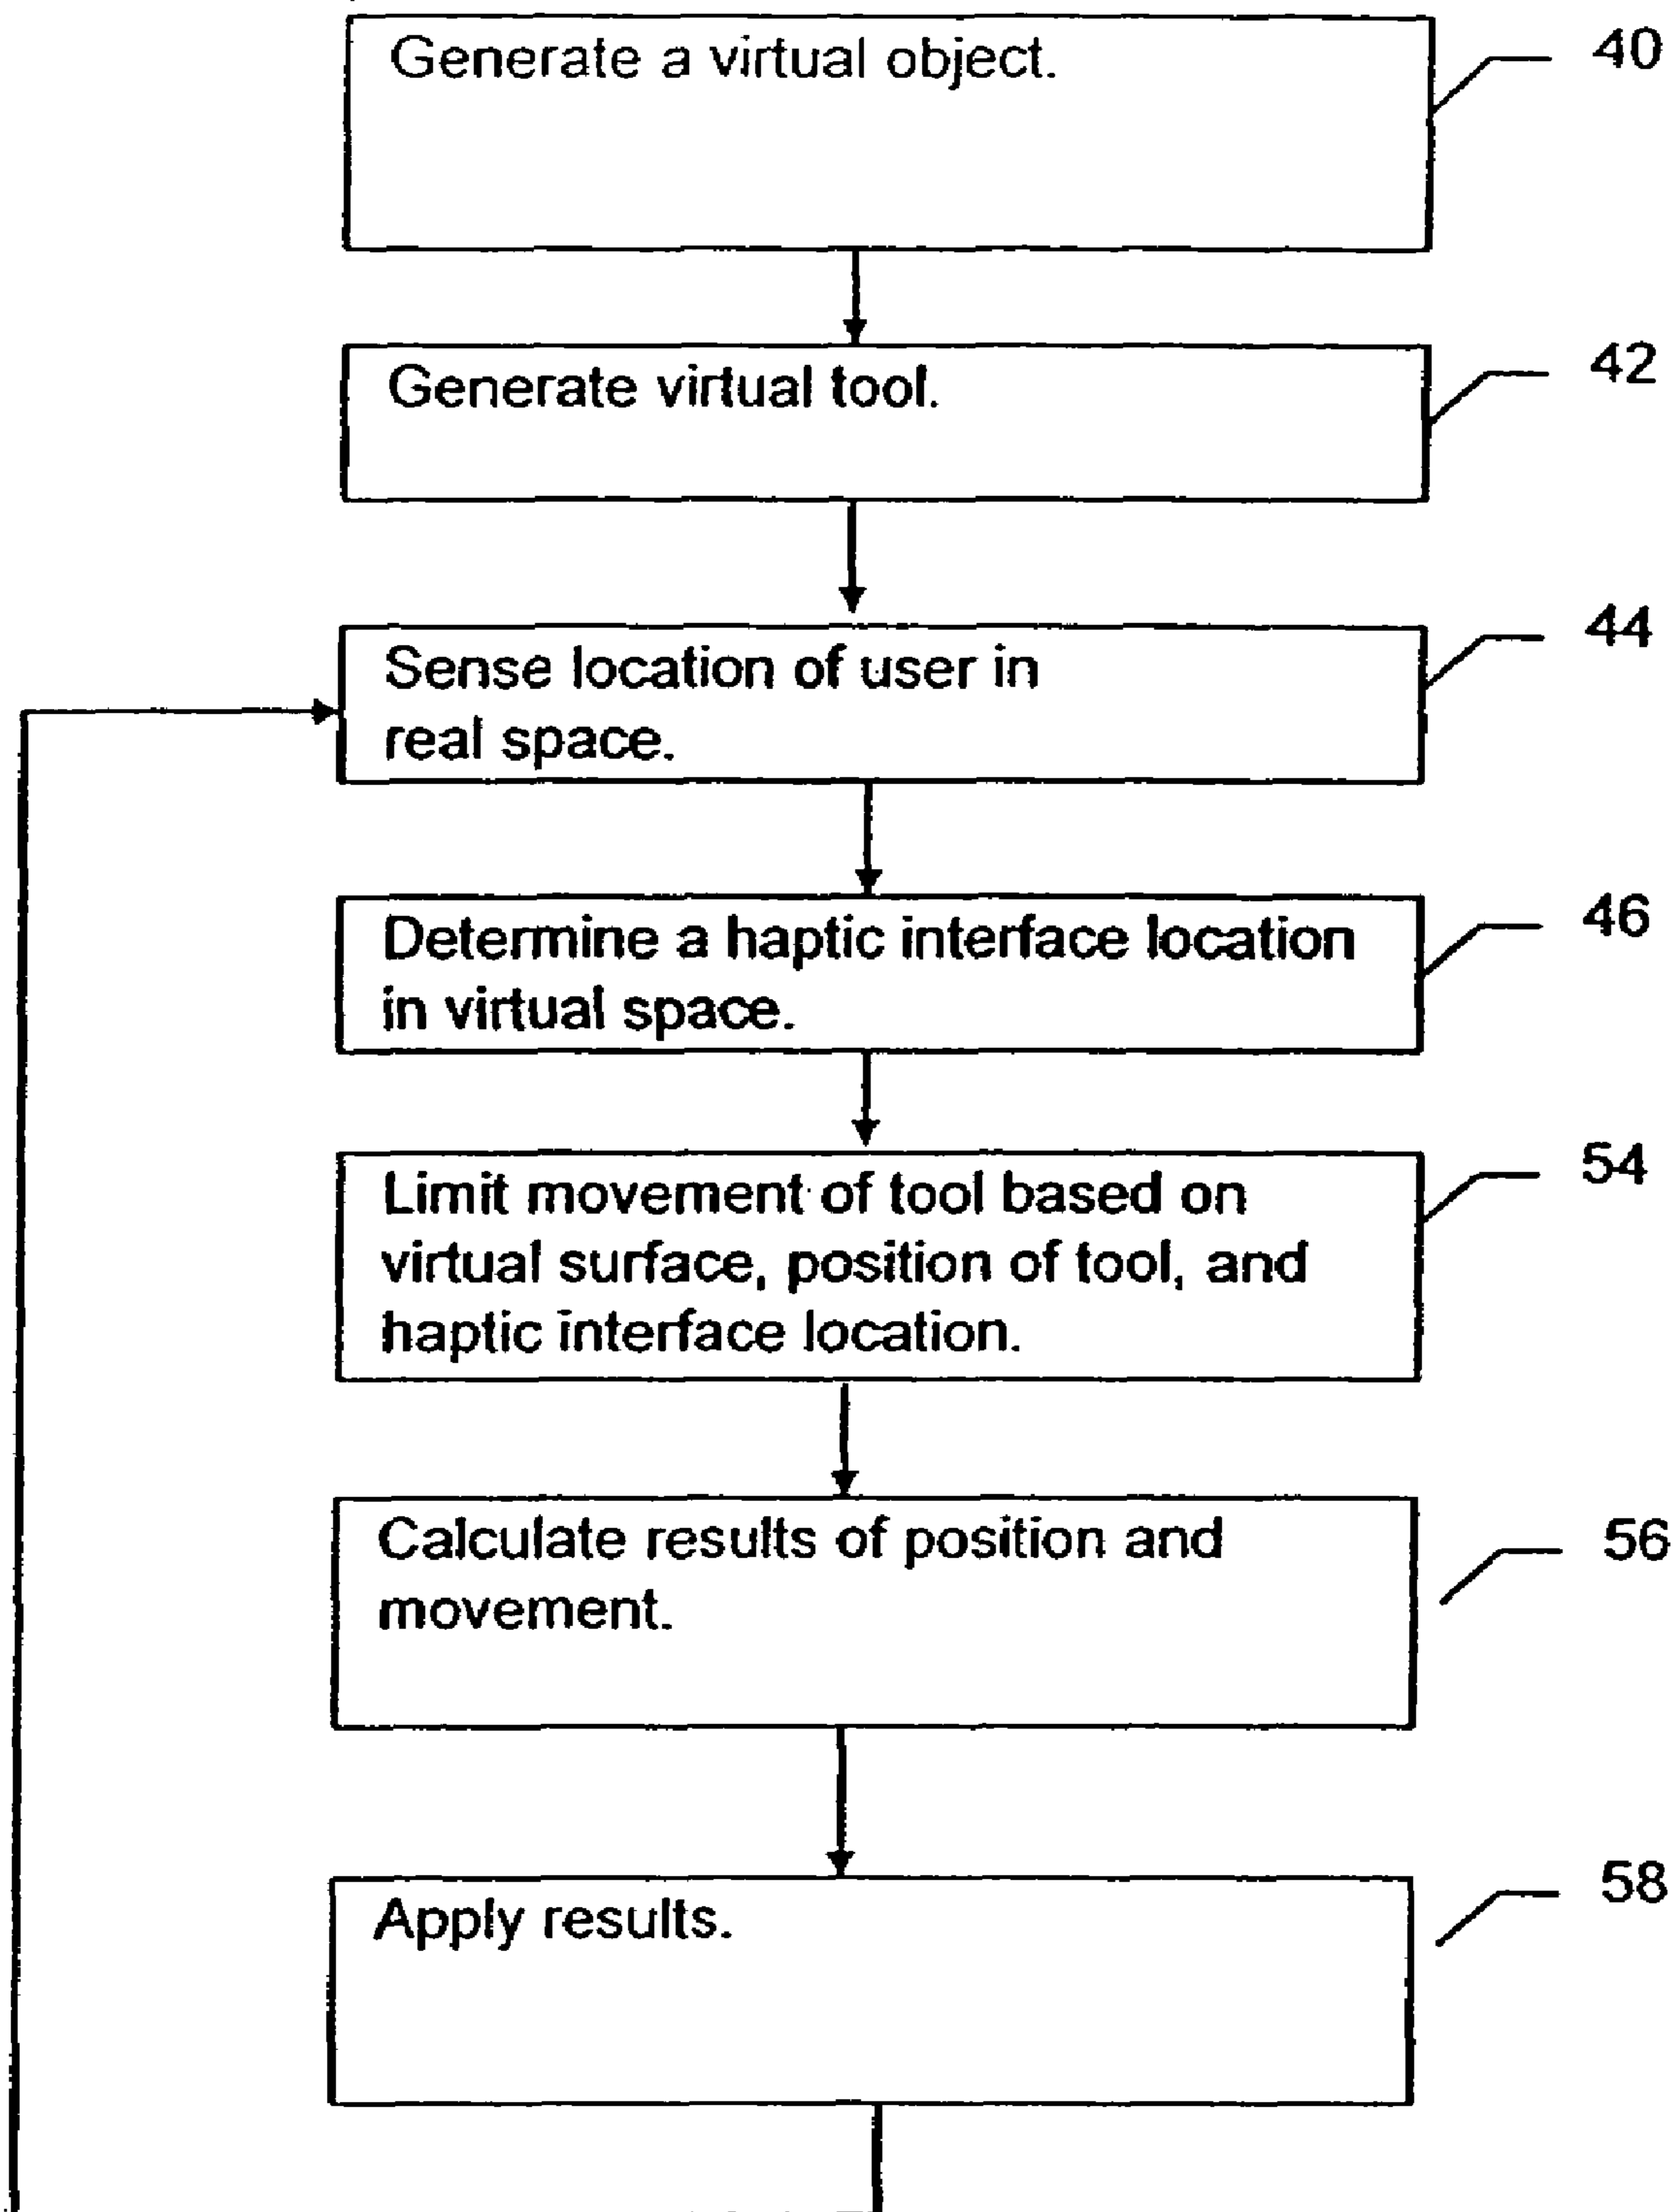 Generate a virtual object.
40
Generate virtual tool.
42
Sense location of user in
real space.
44
Determine a haptic interface location
in virtual space.
46
Limit movement of tool based on
virtual surface, position of tool, and
haptic interface location.
54
Calculate results of position and
movement.
56
Apply results.
58